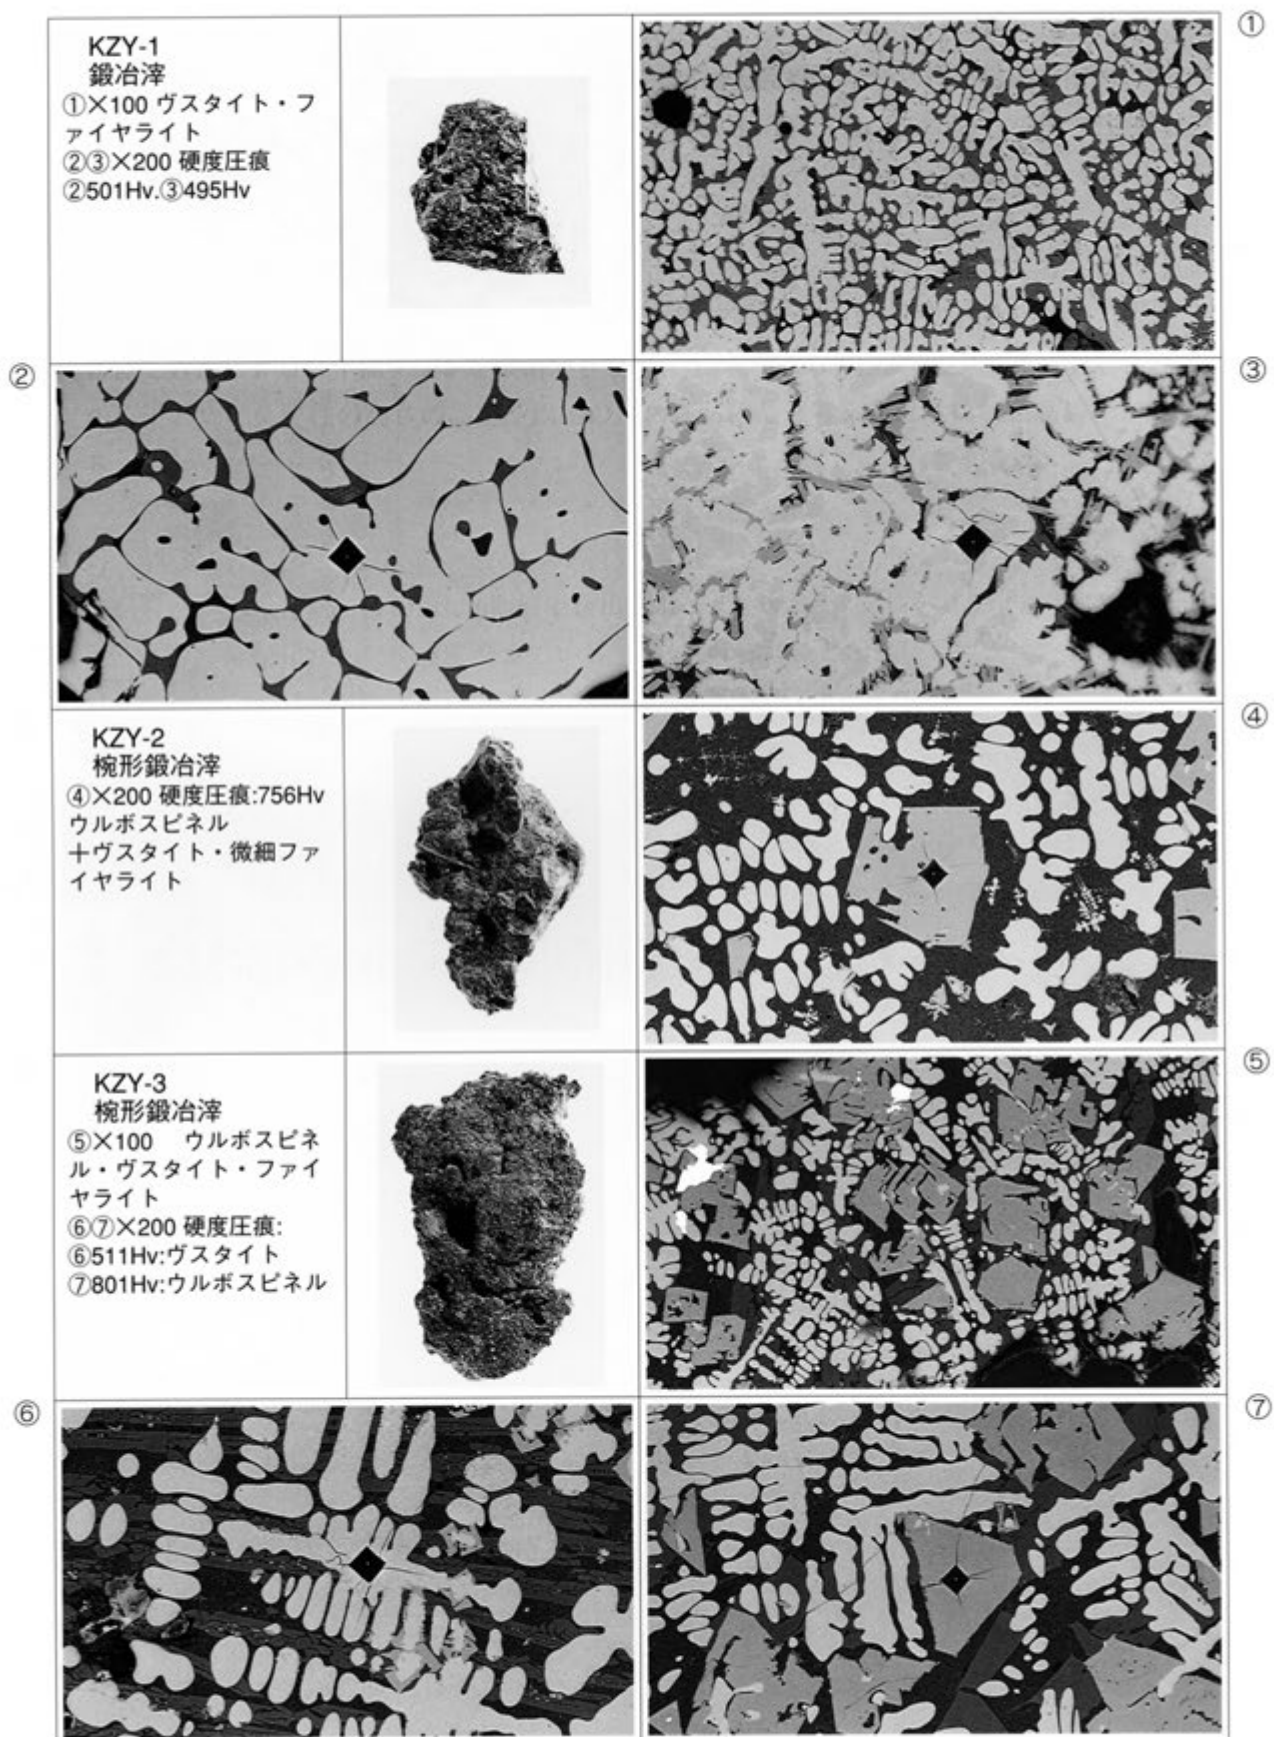 KZY-1
鍛冶滓
①×100 ヴスタイト・フ
ァイヤライト
②③×200 硬度圧痕
②501Hv.③495Hv
①
②
③
KZY-2
椀形鍛冶滓
④×200 硬度圧痕:756Hv
ウルボスピネル
＋ヴスタイト・微細ファ
イヤライト
④
KZY-3
椀形鍛冶滓
⑤×100 ウルボスピネ
ル・ヴスタイト・ファイ
ヤライト
⑥⑦×200 硬度圧痕:
⑥511Hv:ヴスタイト
⑦801Hv:ウルボスピネル
⑤
⑥
⑦